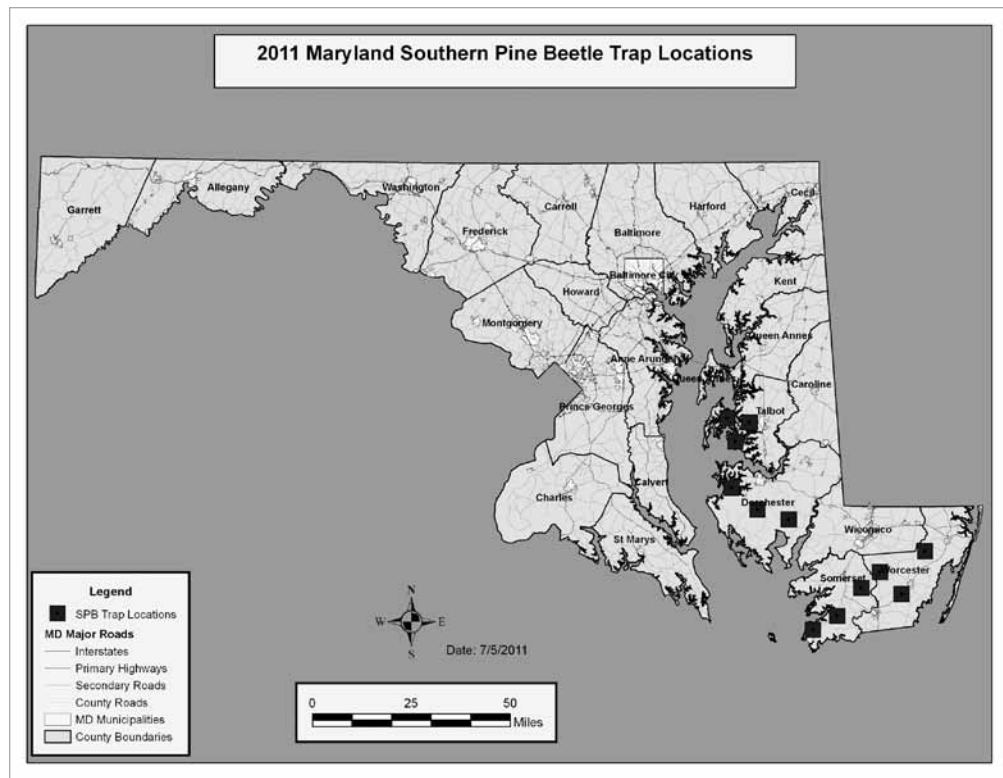 2011 Maryland Southern Pine Beetle Trap Locations
Garrett
Allegany
Washington
Frederick
Carroll
Baltimore
Harford
Cecil
Baltimore City
Howard
Kent
Montgomery
Queen Annes
Anne Arundel
Queen Annes
Caroline
Talbot
Prince Georges
Calvert
Charles
Dorchester
St Marys
Wicomico
Somerset
Worcester
Legend
SPB Trap Locations
MD Major Roads
Interstates
Primary Highways
Secondary Roads
County Roads
MD Municipalities
County Boundaries
N
W E
S
Date: 7/5/2011
0 25 50
Miles